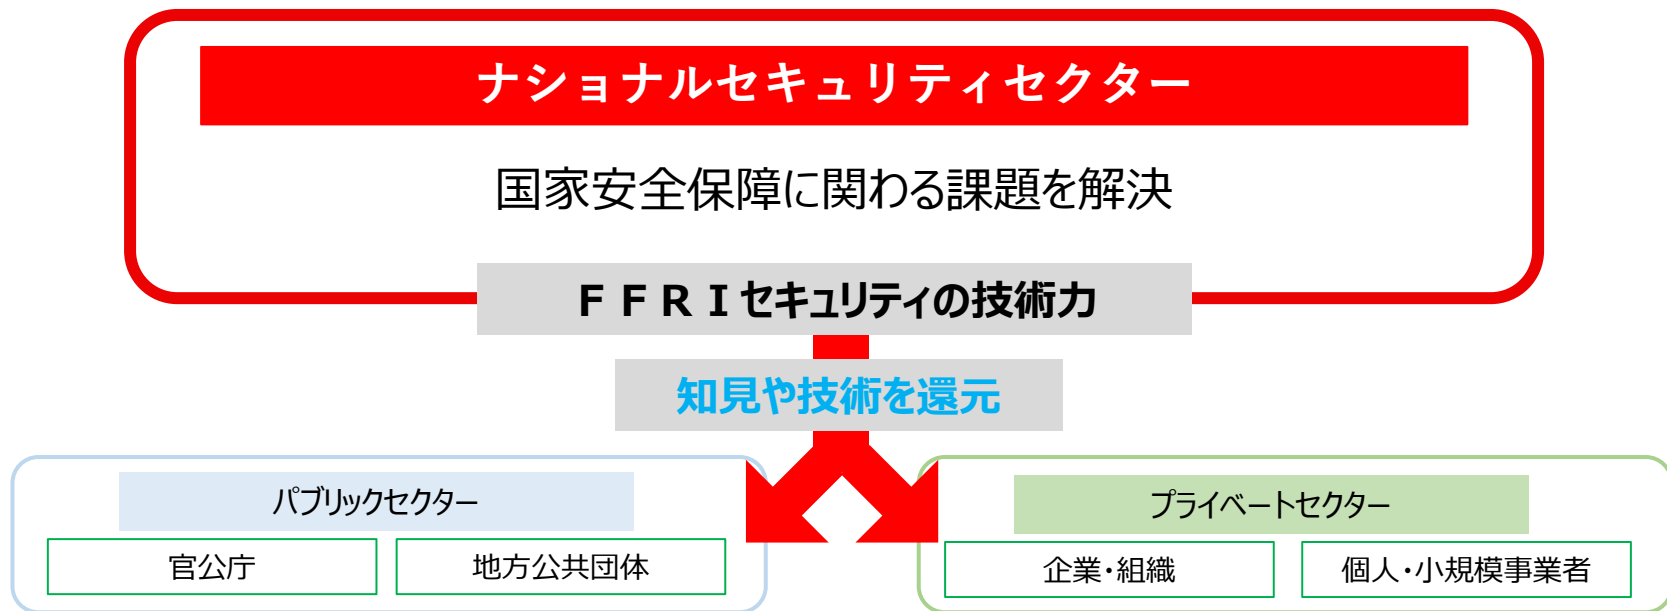 ナショナルセキュリティセクター
国家安全保障に関わる課題を解決
ＦＦＲＩセキュリティの技術力
知見や技術を還元
パブリックセクター
官公庁
地方公共団体
プライベートセクター
企業・組織
個人・小規模事業者